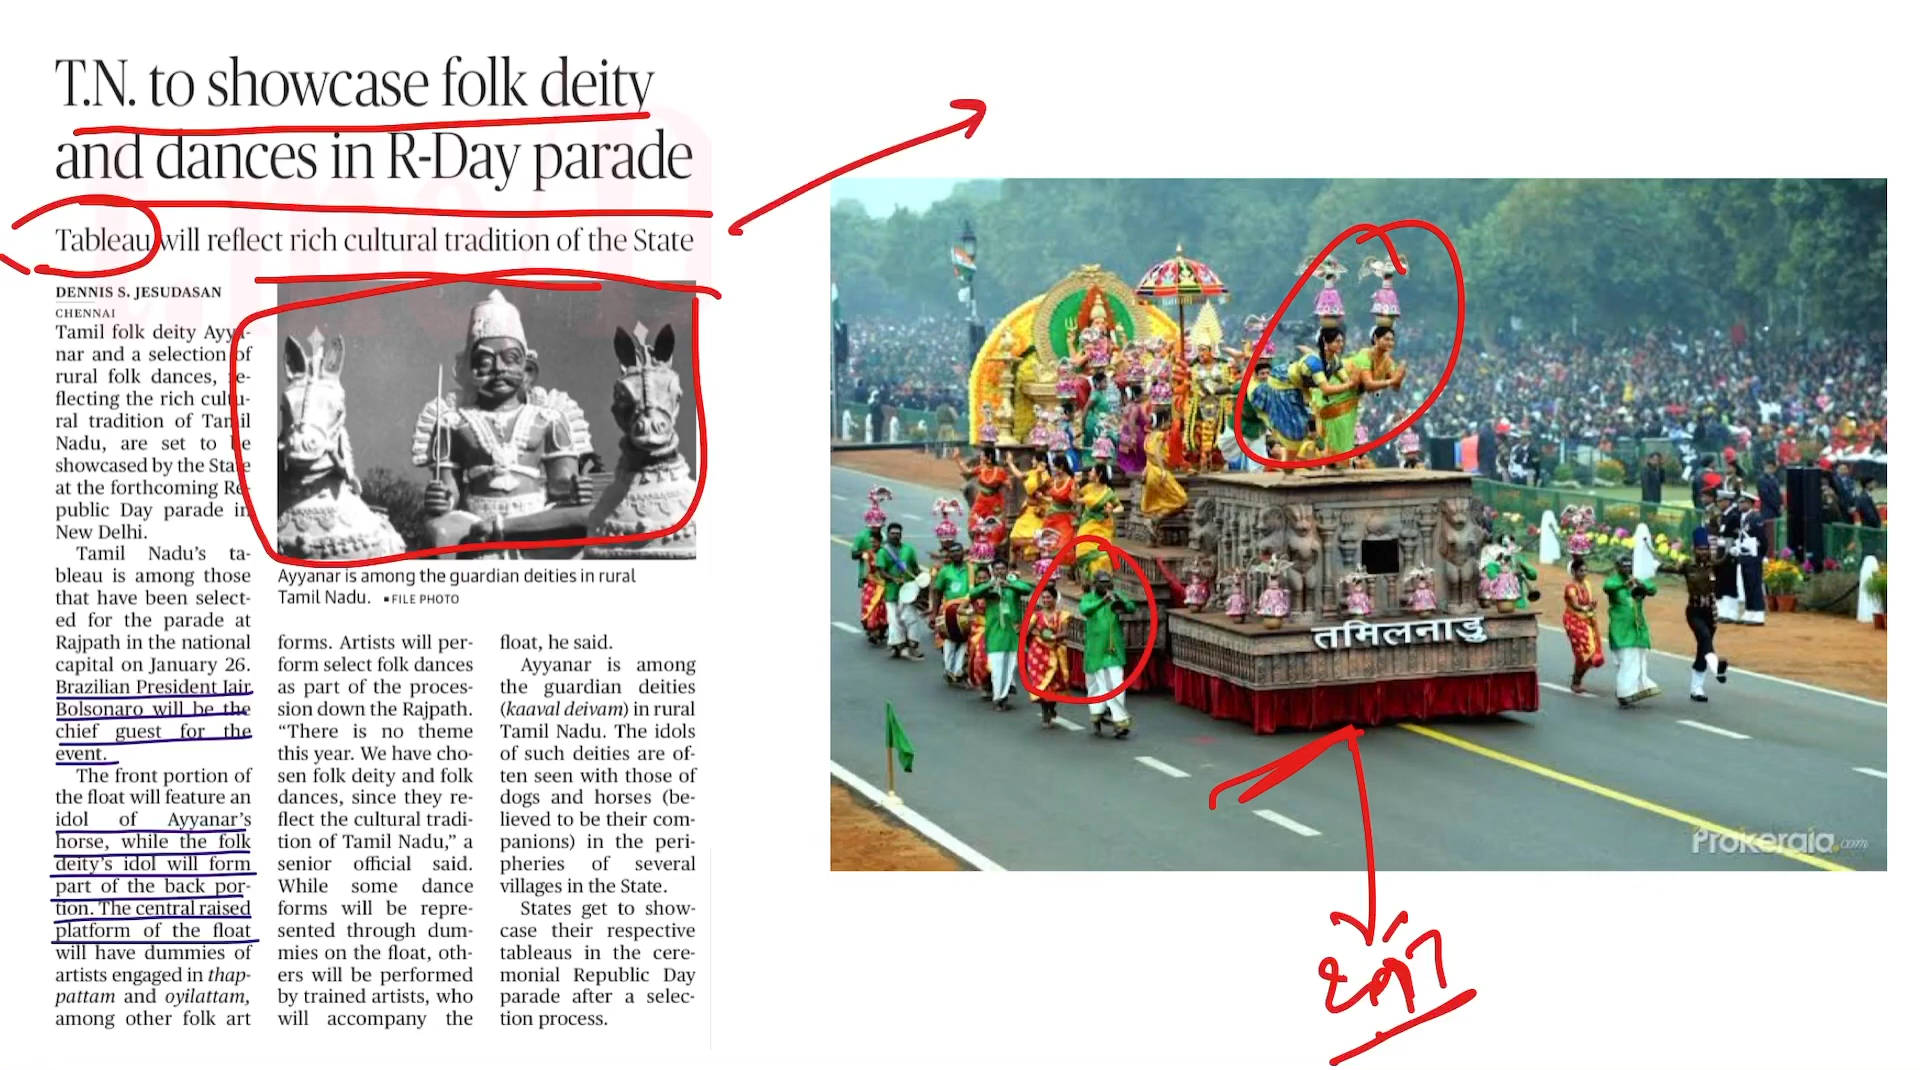 T.N. to showcase folk deity
and dances in R-Day parade
Tableau will reflect rich cultural tradition of the State
DENNIS S. JESUDASAN
CHENNAI
Tamil folk deity Ayya-
nar and a selection of
rural folk dances, re-
flecting the rich cultu-
ral tradition of Tamil
Nadu, are set to be
showcased by the State
at the forthcoming Re-
public Day parade in
New Delhi.
Tamil Nadu's ta-
bleau is among those
that have been select-
ed for the parade at
Rajpath in the national
capital on January 26.
Brazilian President Jair
Bolsonaro will be the
chief guest for the
event.
The front portion of
the float will feature an
idol of Ayyanar's
horse, while the folk
deity's idol will form
part of the back por-
tion. The central raised
platform of the float
will have dummies of
artists engaged in thap-
pattam and oyilattam,
among other folk art
Ayyanar is among the guardian deities in rural
Tamil Nadu. ▪FILE PHOTO
forms. Artists will per-
form select folk dances
as part of the proces-
sion down the Rajpath.
“There is no theme
this year. We have cho-
sen folk deity and folk
dances, since they re-
flect the cultural tradi-
tion of Tamil Nadu,” a
senior official said.
While some dance
forms will be repre-
sented through dum-
mies on the float, oth-
ers will be performed
by trained artists, who
will accompany the
float, he said.
Ayyanar is among
the guardian deities
(kaaval deivam) in rural
Tamil Nadu. The idols
of such deities are of-
ten seen with those of
dogs and horses (be-
lieved to be their com-
panions) in the peri-
pheries of several
villages in the State.
States get to show-
case their respective
tableaus in the cere-
monial Republic Day
parade after a selec-
tion process.
तमिलनाडु
Prokerala.com